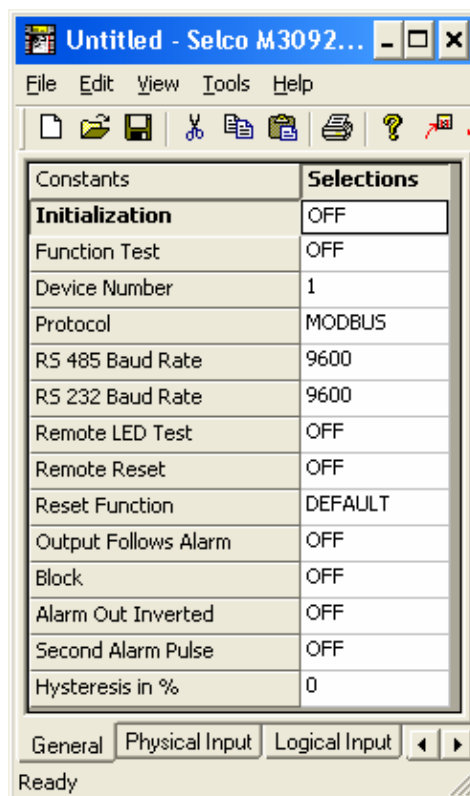 Untitled - Selco M3092...
File Edit View Tools Help
Constants Selections
Initialization OFF
Function Test OFF
Device Number 1
Protocol MODBUS
RS 485 Baud Rate 9600
RS 232 Baud Rate 9600
Remote LED Test OFF
Remote Reset OFF
Reset Function DEFAULT
Output Follows Alarm OFF
Block OFF
Alarm Out Inverted OFF
Second Alarm Pulse OFF
Hysteresis in % 0
General Physical Input Logical Input
Ready